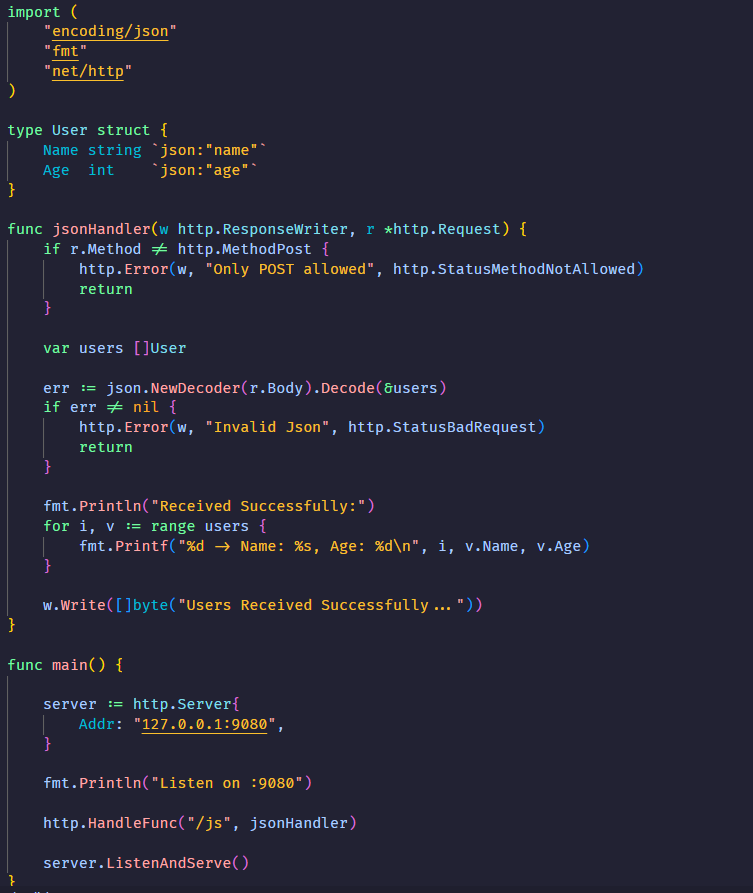 import (
    "encoding/json"
    "fmt"
    "net/http"
)

type User struct {
    Name string `json:"name"`
    Age  int    `json:"age"`
}

func jsonHandler(w http.ResponseWriter, r *http.Request) {
    if r.Method != http.MethodPost {
        http.Error(w, "Only POST allowed", http.StatusMethodNotAllowed)
        return
    }

    var users []User

    err := json.NewDecoder(r.Body).Decode(&users)
    if err != nil {
        http.Error(w, "Invalid Json", http.StatusBadRequest)
        return
    }

    fmt.Println("Received Successfully:")
    for i, v := range users {
        fmt.Printf("%d -> Name: %s, Age: %d\n", i, v.Name, v.Age)
    }

    w.Write([]byte("Users Received Successfully..."))
}

func main() {

    server := http.Server{
        Addr: "127.0.0.1:9080",
    }

    fmt.Println("Listen on :9080")

    http.HandleFunc("/js", jsonHandler)

    server.ListenAndServe()
}